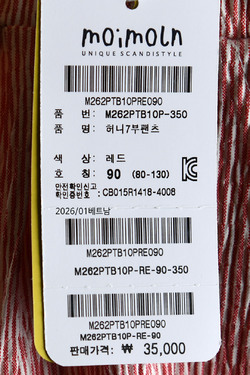 moimoln
UNIQUE SCANDISTYLE
M262PTB10PRE090
품 번: M262PTB10P-350
품 명: 허니7부팬츠
색 상: 레드
호 칭: 90 (80-130)
안전확인신고
확인증번호: CB015R1418-4008
2026/01베트남
M262PTB10PRE090
M262PTB10P-RE-90-350
M262PTB10PRE090
M262PTB10P-RE-90
판매가격: ₩ 35,000